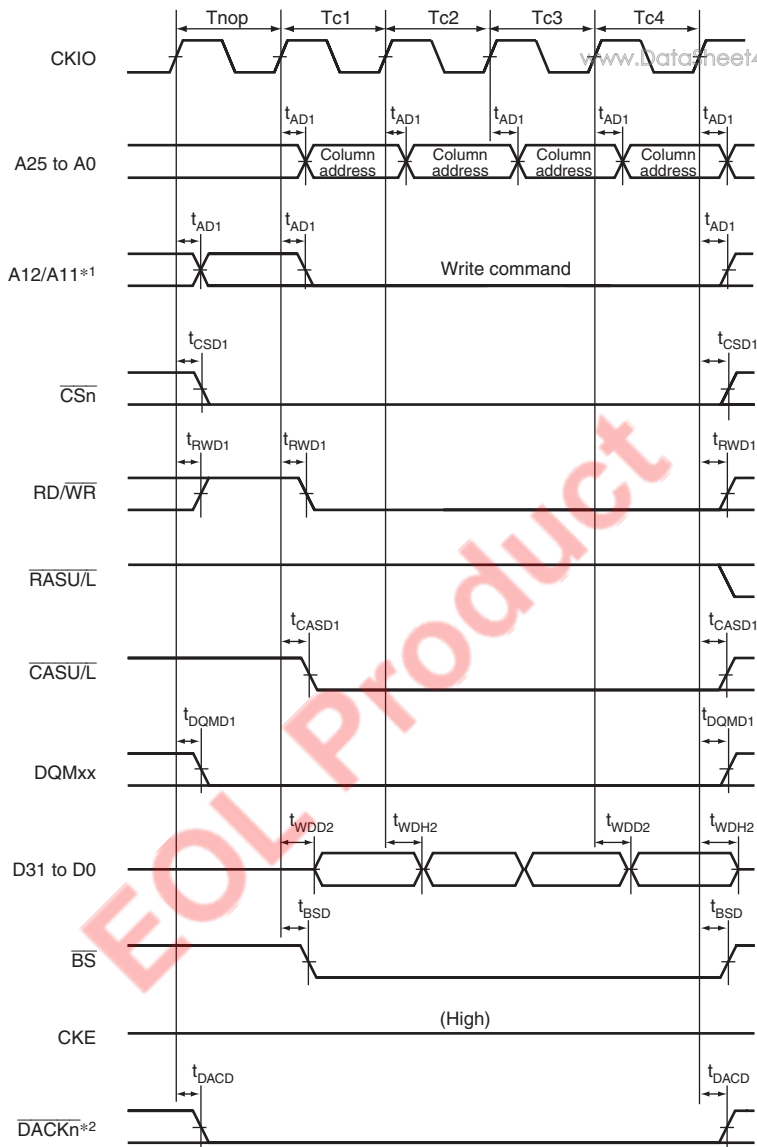 Tnop Tc1 Tc2 Tc3 Tc4
CKIO
www.DataSheet4
tAD1 tAD1 tAD1 tAD1 tAD1
A25 to A0
Column address Column address Column address Column address
tAD1 tAD1 tAD1
A12/A11*1
Write command
tCSD1 tCSD1
CSn
tRWD1 tRWD1 tRWD1
RD/WR
RASU/L
tCASD1 tCASD1
CASU/L
tDQMD1 tDQMD1
DQMxx
tWDD2 tWDH2 tWDD2 tWDH2
D31 to D0
tBSD tBSD
BS
(High)
CKE
tDACD tDACD
DACKn*2
EOL Product